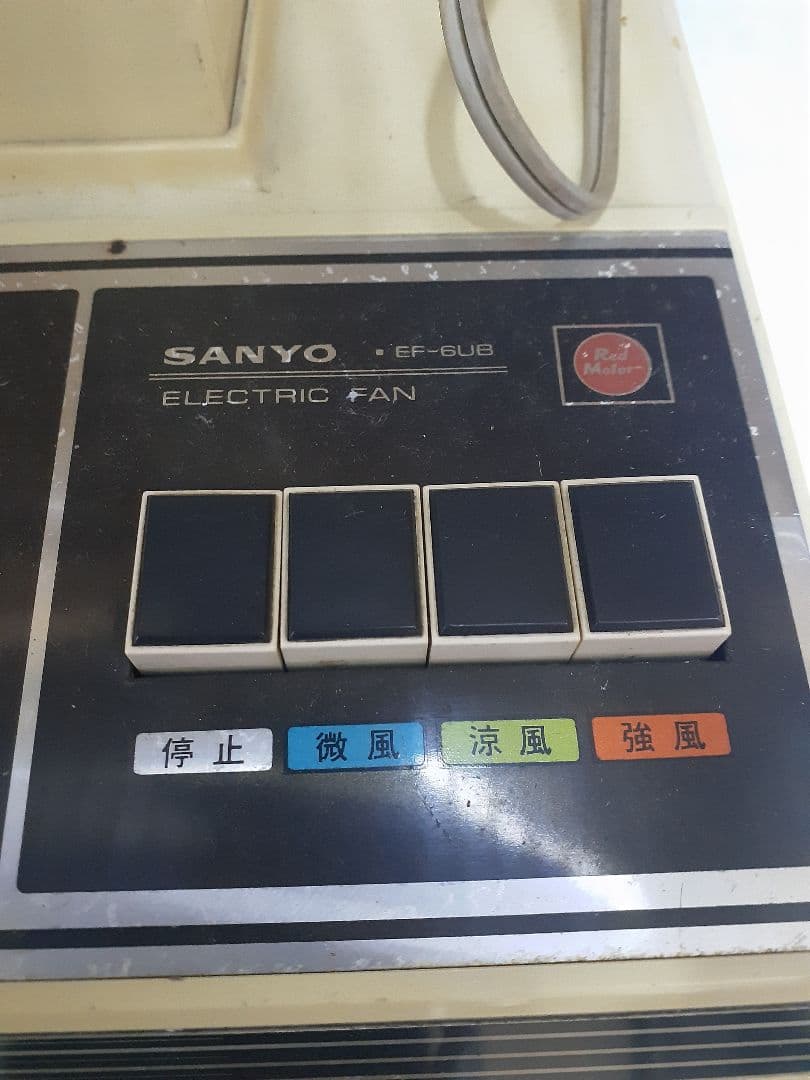 SANYO • EF-6UB
ELECTRIC FAN
Red
Motor
停止 微風 涼風 強風